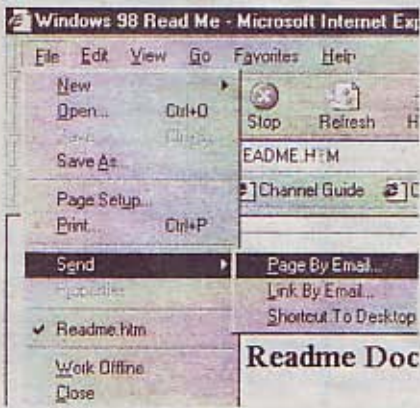 Windows 98 Read Me - Microsoft Internet Exp
File Edit View Go Favorites Help
New
Open... Ctrl+O
Save
Save As...
Page Setup...
Print... Ctrl+P
Send
Properties
Readme.htm
Work Offline
Close
Stop Refresh H
EADME.HTM
Channel Guide C
Page By Email...
Link By Email...
Shortcut To Desktop
Readme Doc